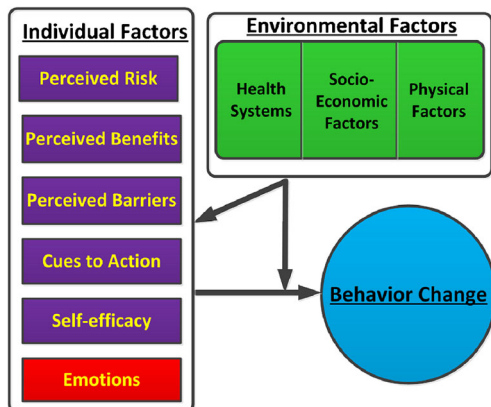 Individual Factors
Perceived Risk
Perceived Benefits
Perceived Barriers
Cues to Action
Self-efficacy
Emotions
Environmental Factors
Health
Systems
Socio-
Economic
Factors
Physical
Factors
Behavior Change